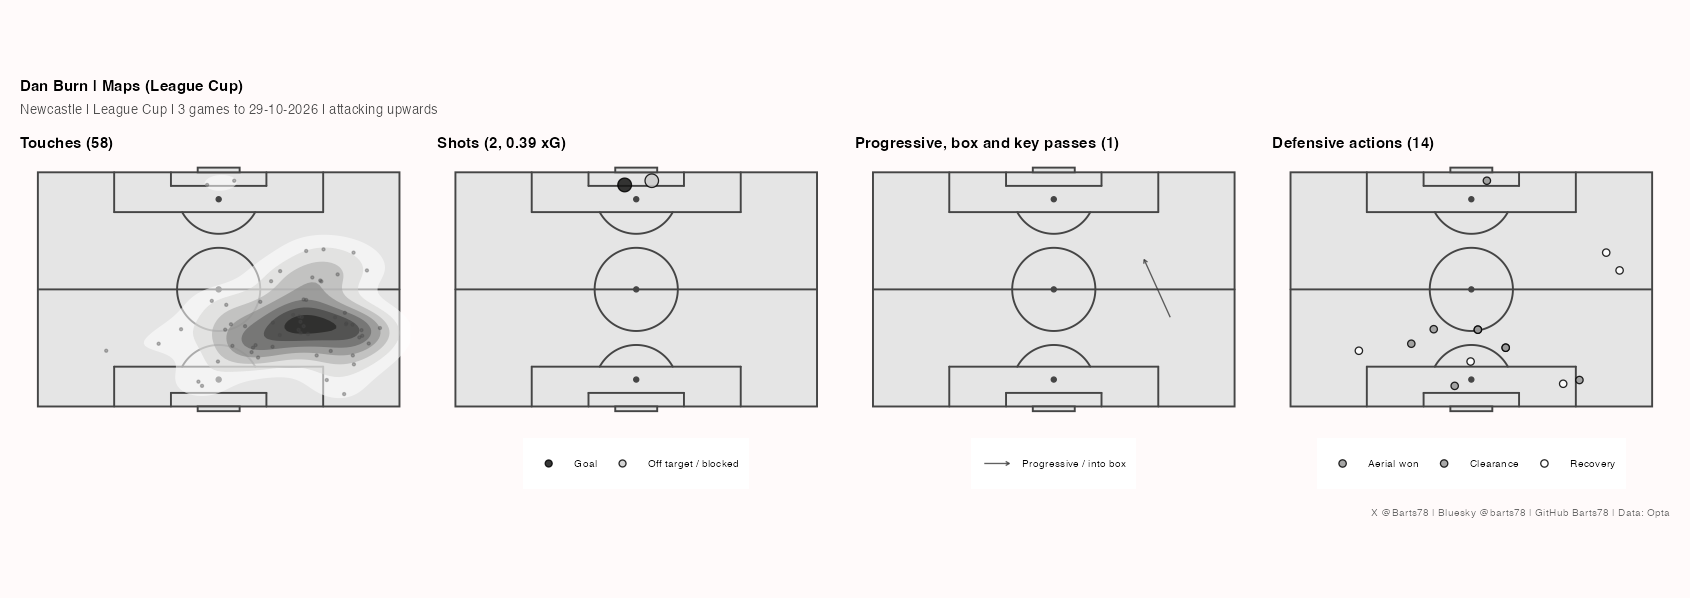 Dan Burn | Maps (League Cup)
Newcastle | League Cup | 3 games to 29-10-2026 | attacking upwards
Touches (58)
Shots (2, 0.39 xG)
Progressive, box and key passes (1)
Defensive actions (14)
Goal
Off target / blocked
Progressive / into box
Aerial won
Clearance
Recovery
X @Barts78 | Bluesky @barts78 | GitHub Barts78 | Data: Opta